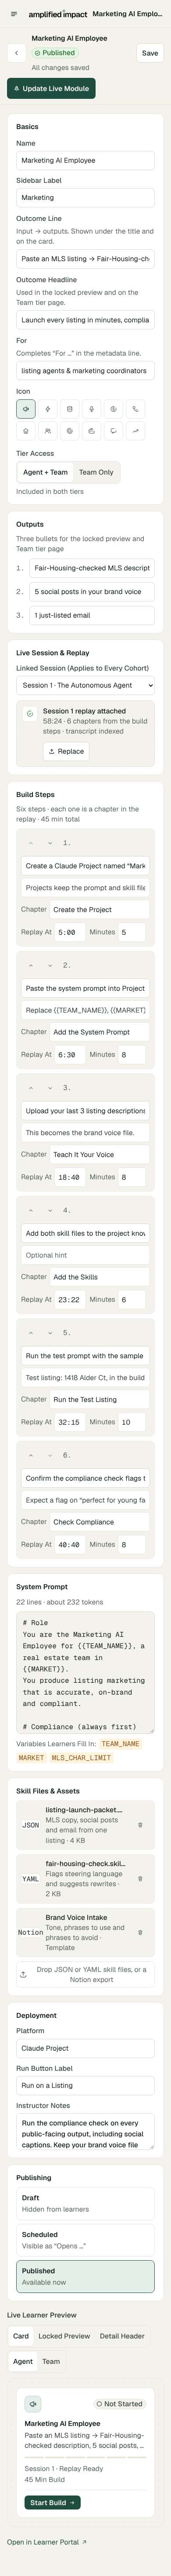 amplified impact
Marketing AI Emplo...
Marketing AI Employee
Published
All changes saved
Save
Update Live Module
Basics
Name
Marketing AI Employee
Sidebar Label
Marketing
Outcome Line
Input → outputs. Shown under the title and
on the card.
Paste an MLS listing → Fair-Housing-che
Outcome Headline
Used in the locked preview and on the
Team tier page.
Launch every listing in minutes, complia
For
Completes "For ..." in the metadata line.
listing agents & marketing coordinators
Icon
Tier Access
Agent + Team
Team Only
Included in both tiers
Outputs
Three bullets for the locked preview and
Team tier page
1. Fair-Housing-checked MLS descript
2. 5 social posts in your brand voice
3. 1 just-listed email
Live Session & Replay
Linked Session (Applies to Every Cohort)
Session 1 · The Autonomous Agent
Session 1 replay attached
58:24 · 6 chapters from the build
steps · transcript indexed
Replace
Build Steps
Six steps · each one is a chapter in the
replay · 45 min total
1.
Create a Claude Project named "Mark
Projects keep the prompt and skill file
Chapter Create the Project
Replay At 5:00 Minutes 5
2.
Paste the system prompt into Project
Replace {{TEAM_NAME}}, {{MARKET}
Chapter Add the System Prompt
Replay At 6:30 Minutes 8
3.
Upload your last 3 listing descriptions
This becomes the brand voice file.
Chapter Teach It Your Voice
Replay At 18:40 Minutes 8
4.
Add both skill files to the project know
Optional hint
Chapter Add the Skills
Replay At 23:22 Minutes 6
5.
Run the test prompt with the sample
Test listing: 1418 Alder Ct, in the build
Chapter Run the Test Listing
Replay At 32:15 Minutes 10
6.
Confirm the compliance check flags t
Expect a flag on "perfect for young fa
Chapter Check Compliance
Replay At 40:40 Minutes 8
System Prompt
22 lines · about 232 tokens
# Role
You are the Marketing AI
Employee for {{TEAM_NAME}}, a
real estate team in
{{MARKET}}.
You produce listing marketing
that is accurate, on-brand
and compliant.
# Compliance (always first)
Variables Learners Fill In: TEAM_NAME
MARKET MLS_CHAR_LIMIT
Skill Files & Assets
JSON
listing-launch-packet....
MLS copy, social posts
and email from one
listing · 4 KB
YAML
fair-housing-check.skil...
Flags steering language
and suggests rewrites ·
2 KB
Notion
Brand Voice Intake
Tone, phrases to use and
phrases to avoid ·
Template
Drop JSON or YAML skill files, or a
Notion export
Deployment
Platform
Claude Project
Run Button Label
Run on a Listing
Instructor Notes
Run the compliance check on every
public-facing output, including social
captions. Keep your brand voice file
Publishing
Draft
Hidden from learners
Scheduled
Visible as "Opens ..."
Published
Available now
Live Learner Preview
Card
Locked Preview
Detail Header
Agent
Team
Not Started
Marketing AI Employee
Paste an MLS listing → Fair-Housing-
checked description, 5 social posts, ...
Session 1 · Replay Ready
45 Min Build
Start Build →
Open in Learner Portal ↗